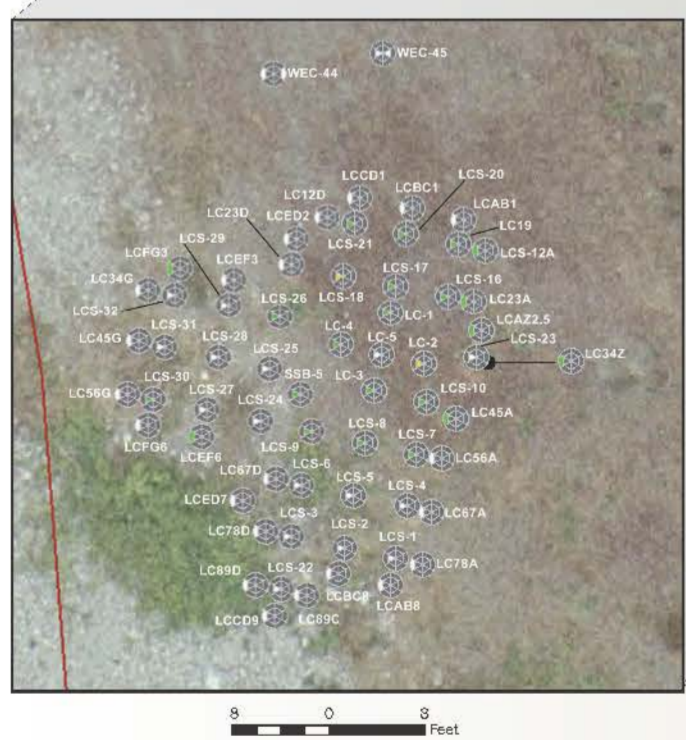 WEC-45
WEC-44
LCS-20
LCCD1
LCBC1
LC12D
LCAB1
LC23D
LCED2
LC19
LCS-29
LCS-21
LCS-12A
LCFG3
LCEF3
LCS-17
LCS-16
LC34G
LCS-18
LCS-32
LCS-26
LC-1
LC23A
LCAZ2.5
LC45G
LCS-31
LCS-28
LC-4
LC-5
LCS-23
LCS-25
LC-2
LC34Z
LCS-30
SSB-5
LC-3
LC56G
LCS-27
LCS-24
LCS-10
LC45A
LCFG6
LCEF6
LCS-9
LCS-8
LCS-7
LC56A
LC67D
LCS-6
LCS-5
LCS-4
LCED7
LC67A
LCS-3
LCS-2
LCS-1
LC78D
LC78A
LC89D
LCS-22
LCBC8
LCAB8
LCCD9
LC89C
8 0 8
Feet